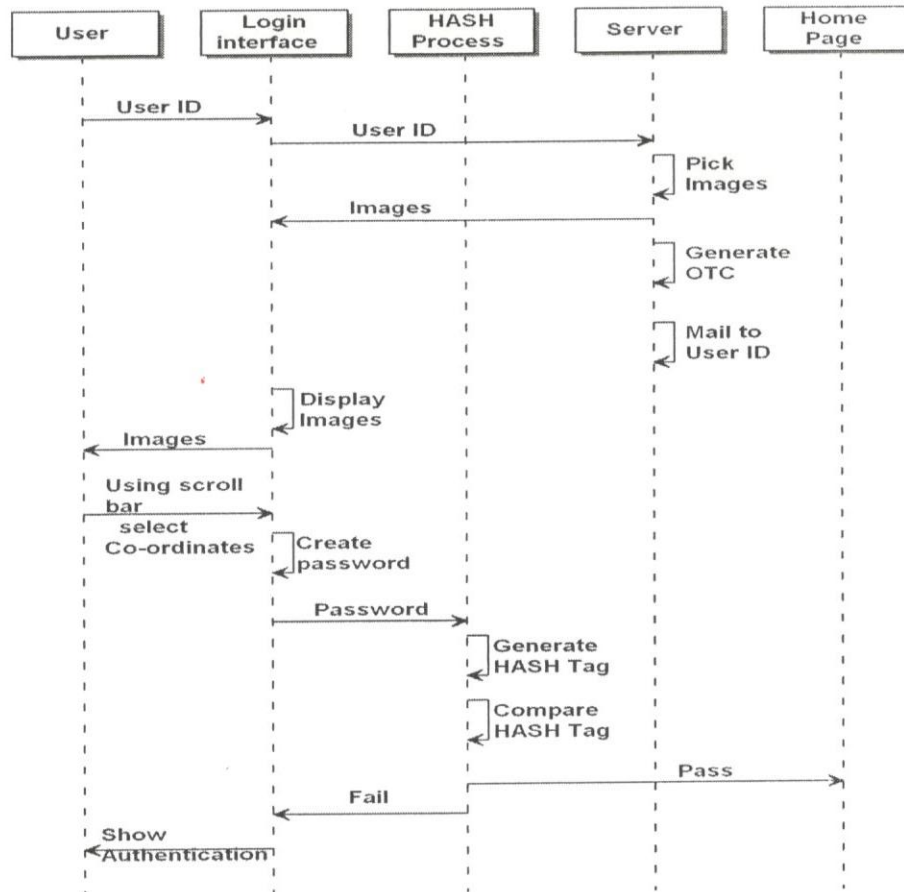 User
Login
interface
HASH
Process
Server
Home
Page
User ID
User ID
Pick
Images
Images
Generate
OTC
Mail to
User ID
Display
Images
Images
Using scroll
bar
select
Co-ordinates
Create
password
Password
Generate
HASH Tag
Compare
HASH Tag
Pass
Fail
Show
Authentication